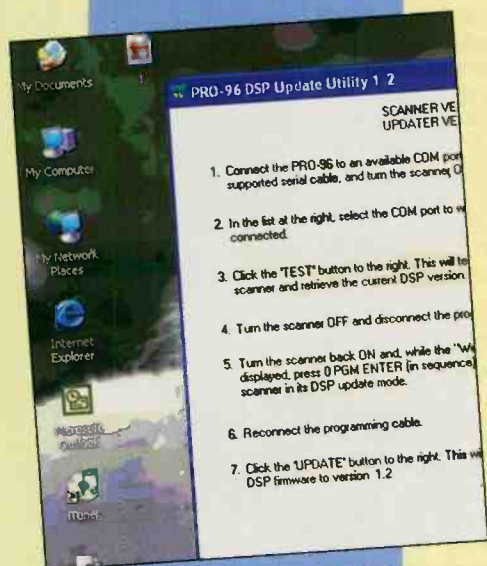 My Documents
1
My Computer
My Network
Places
Internet
Explorer
Microsoft
Outlook
iTunes
PRO-96 DSP Update Utility 1.2
SCANNER VE
UPDATER VE
1. Connect the PRO-96 to an available COM port
supported serial cable, and turn the scanner O
2. In the list at the right, select the COM port to w
connected.
3. Click the "TEST" button to the right. This will te
scanner and retrieve the current DSP version.
4. Turn the scanner OFF and disconnect the pro
5. Turn the scanner back ON and, while the "We
displayed, press 0 PGM ENTER (in sequence)
scanner in its DSP update mode.
6. Reconnect the programming cable.
7. Click the "UPDATE" button to the right. This wi
DSP firmware to version 1.2